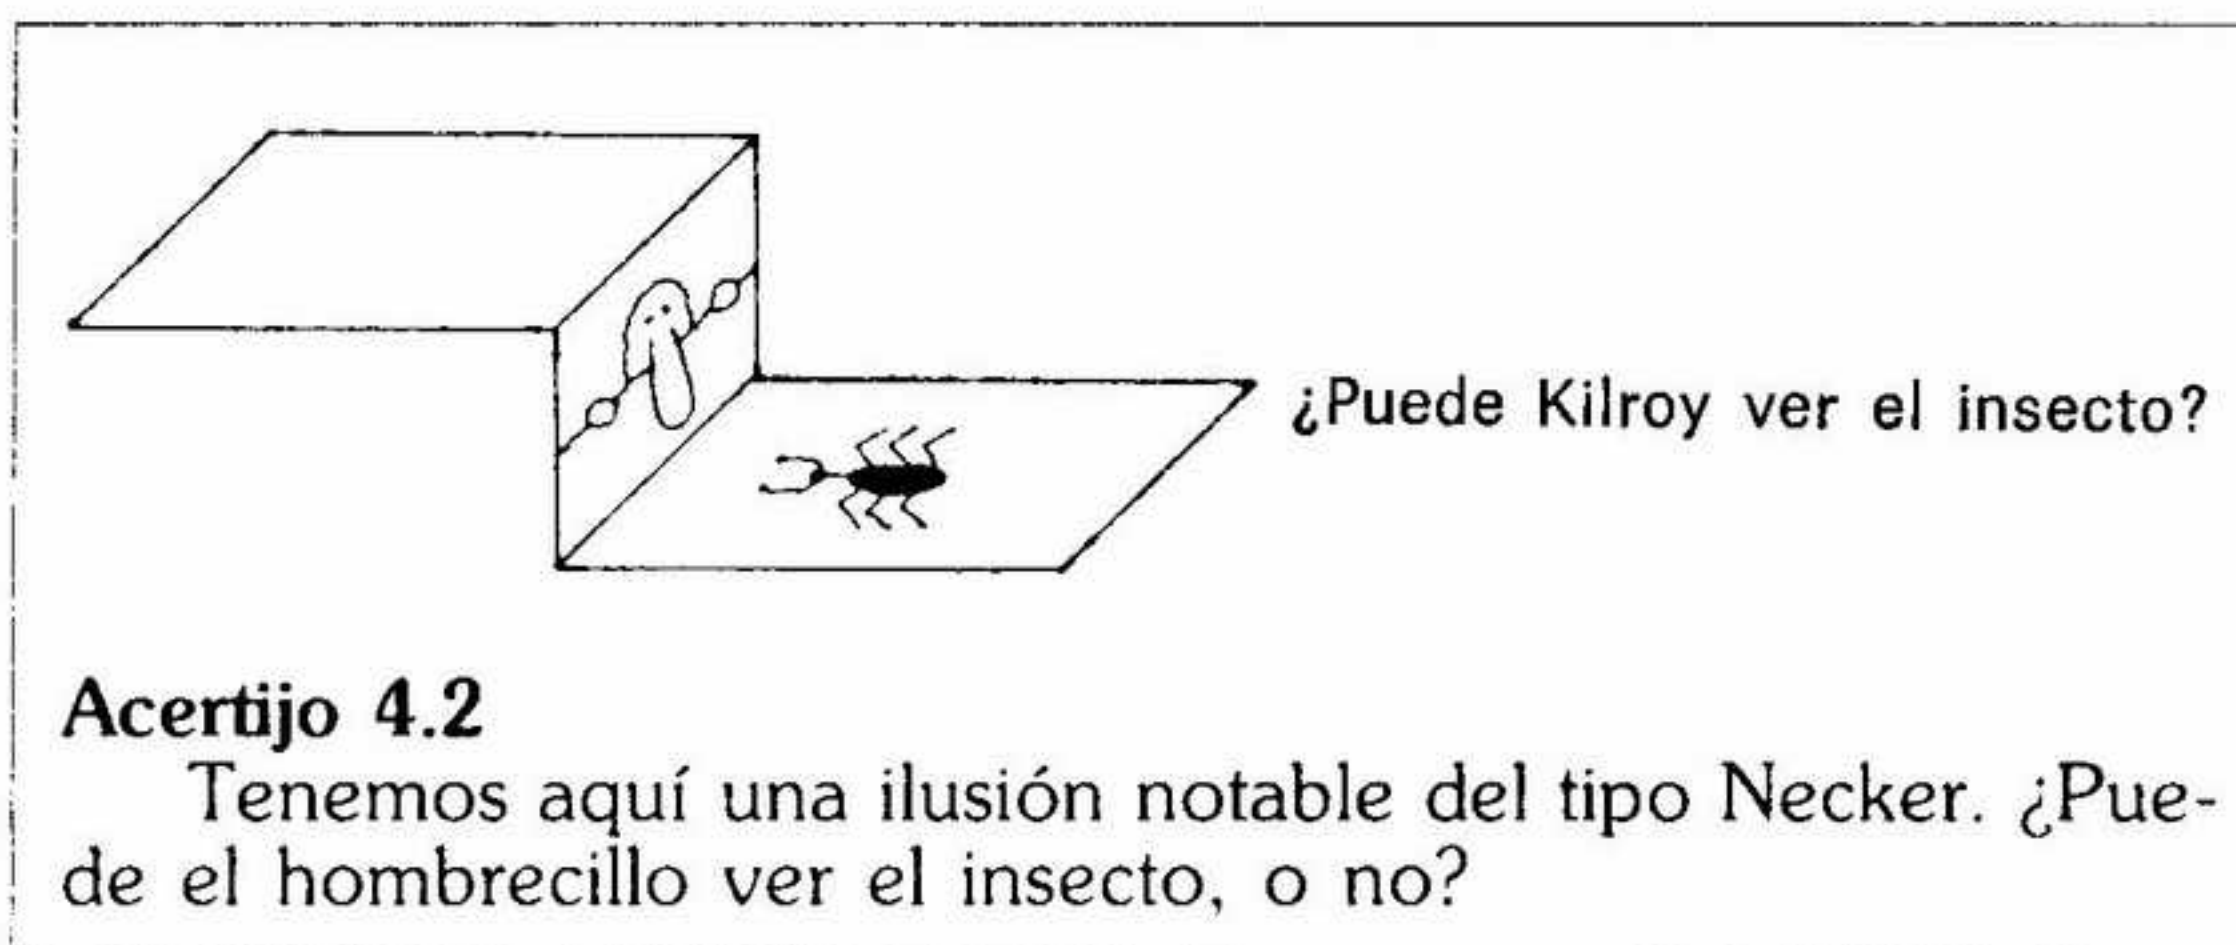 ¿Puede Kilroy ver el insecto?
Acertijo 4.2
Tenemos aquí una ilusión notable del tipo Necker. ¿Pue-
de el hombrecillo ver el insecto, o no?